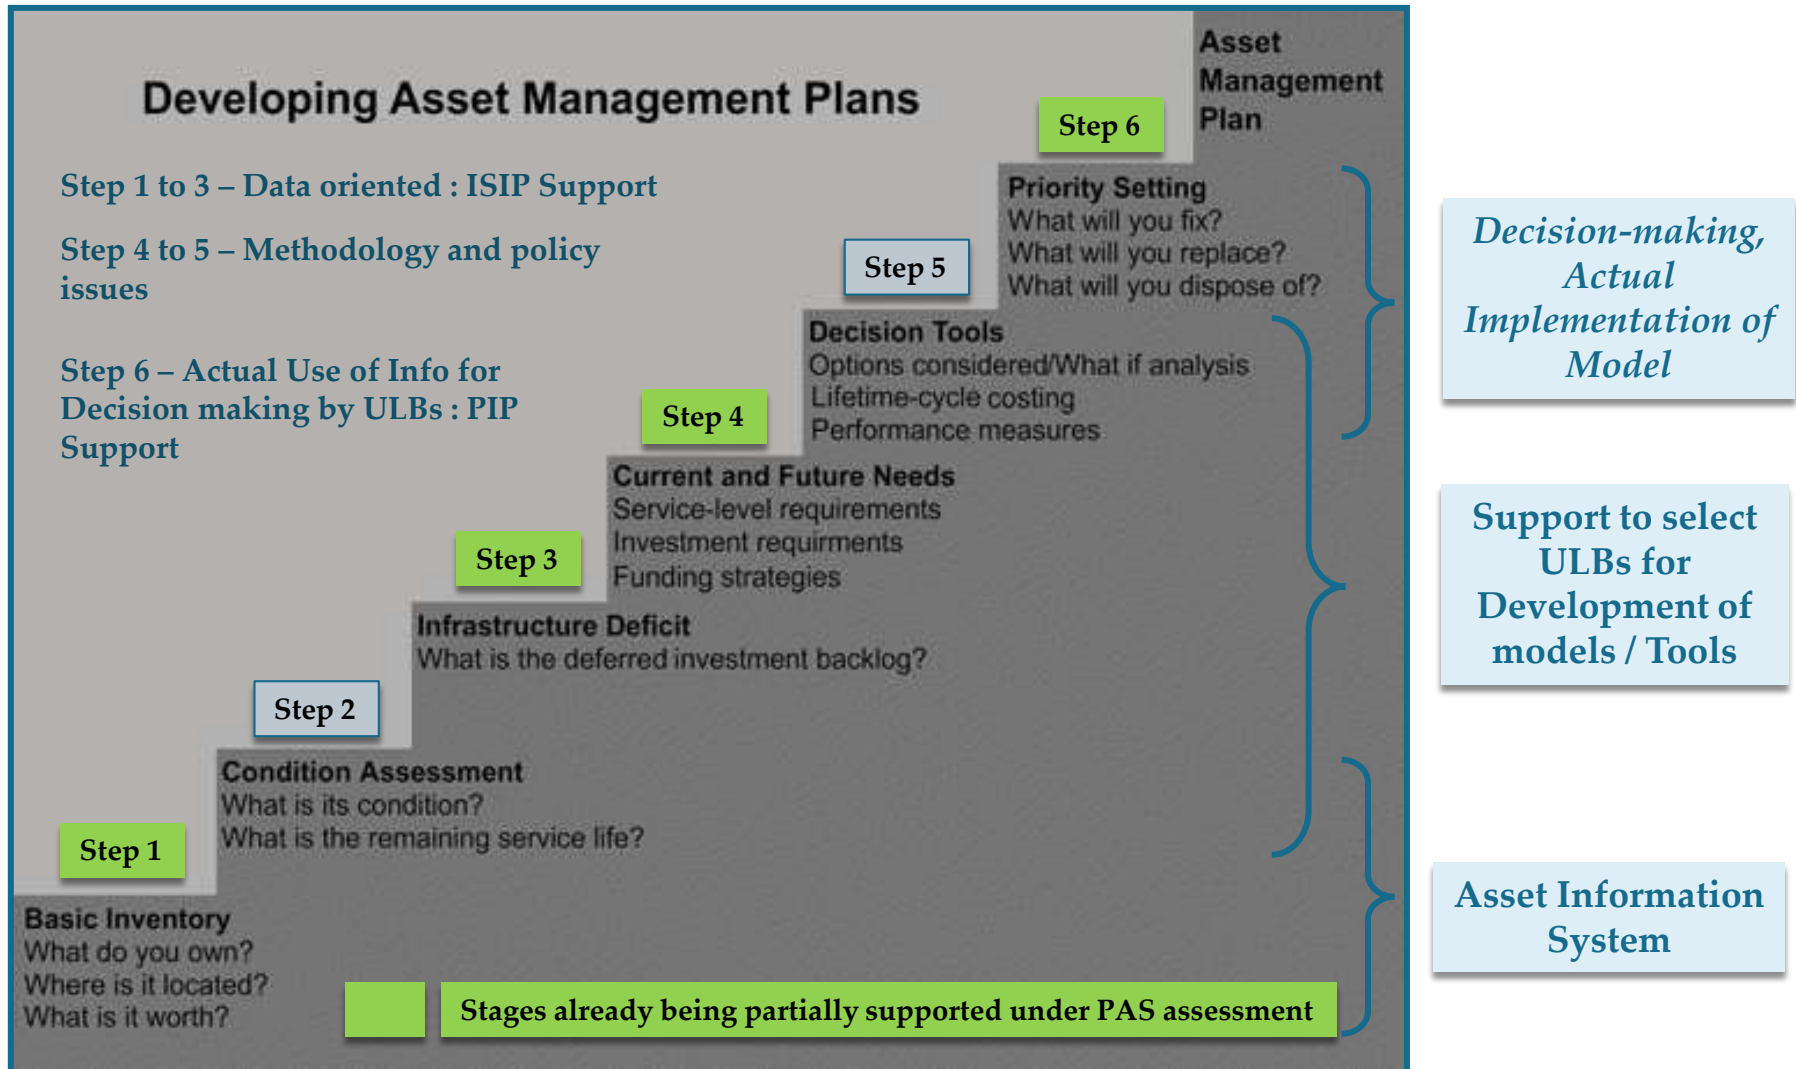 Developing Asset Management Plans
Step 1 to 3 – Data oriented : ISIP Support
Step 4 to 5 – Methodology and policy
issues
Step 6 – Actual Use of Info for
Decision making by ULBs : PIP
Support
Asset
Management
Plan
Step 6
Priority Setting
What will you fix?
What will you replace?
What will you dispose of?
Step 5
Decision Tools
Options considered/What if analysis
Lifetime-cycle costing
Performance measures
Step 4
Current and Future Needs
Service-level requirements
Investment requirments
Funding strategies
Step 3
Infrastructure Deficit
What is the deferred investment backlog?
Step 2
Condition Assessment
What is its condition?
What is the remaining service life?
Step 1
Basic Inventory
What do you own?
Where is it located?
What is it worth?
Stages already being partially supported under PAS assessment
Decision-making,
Actual
Implementation of
Model
Support to select
ULBs for
Development of
models / Tools
Asset Information
System